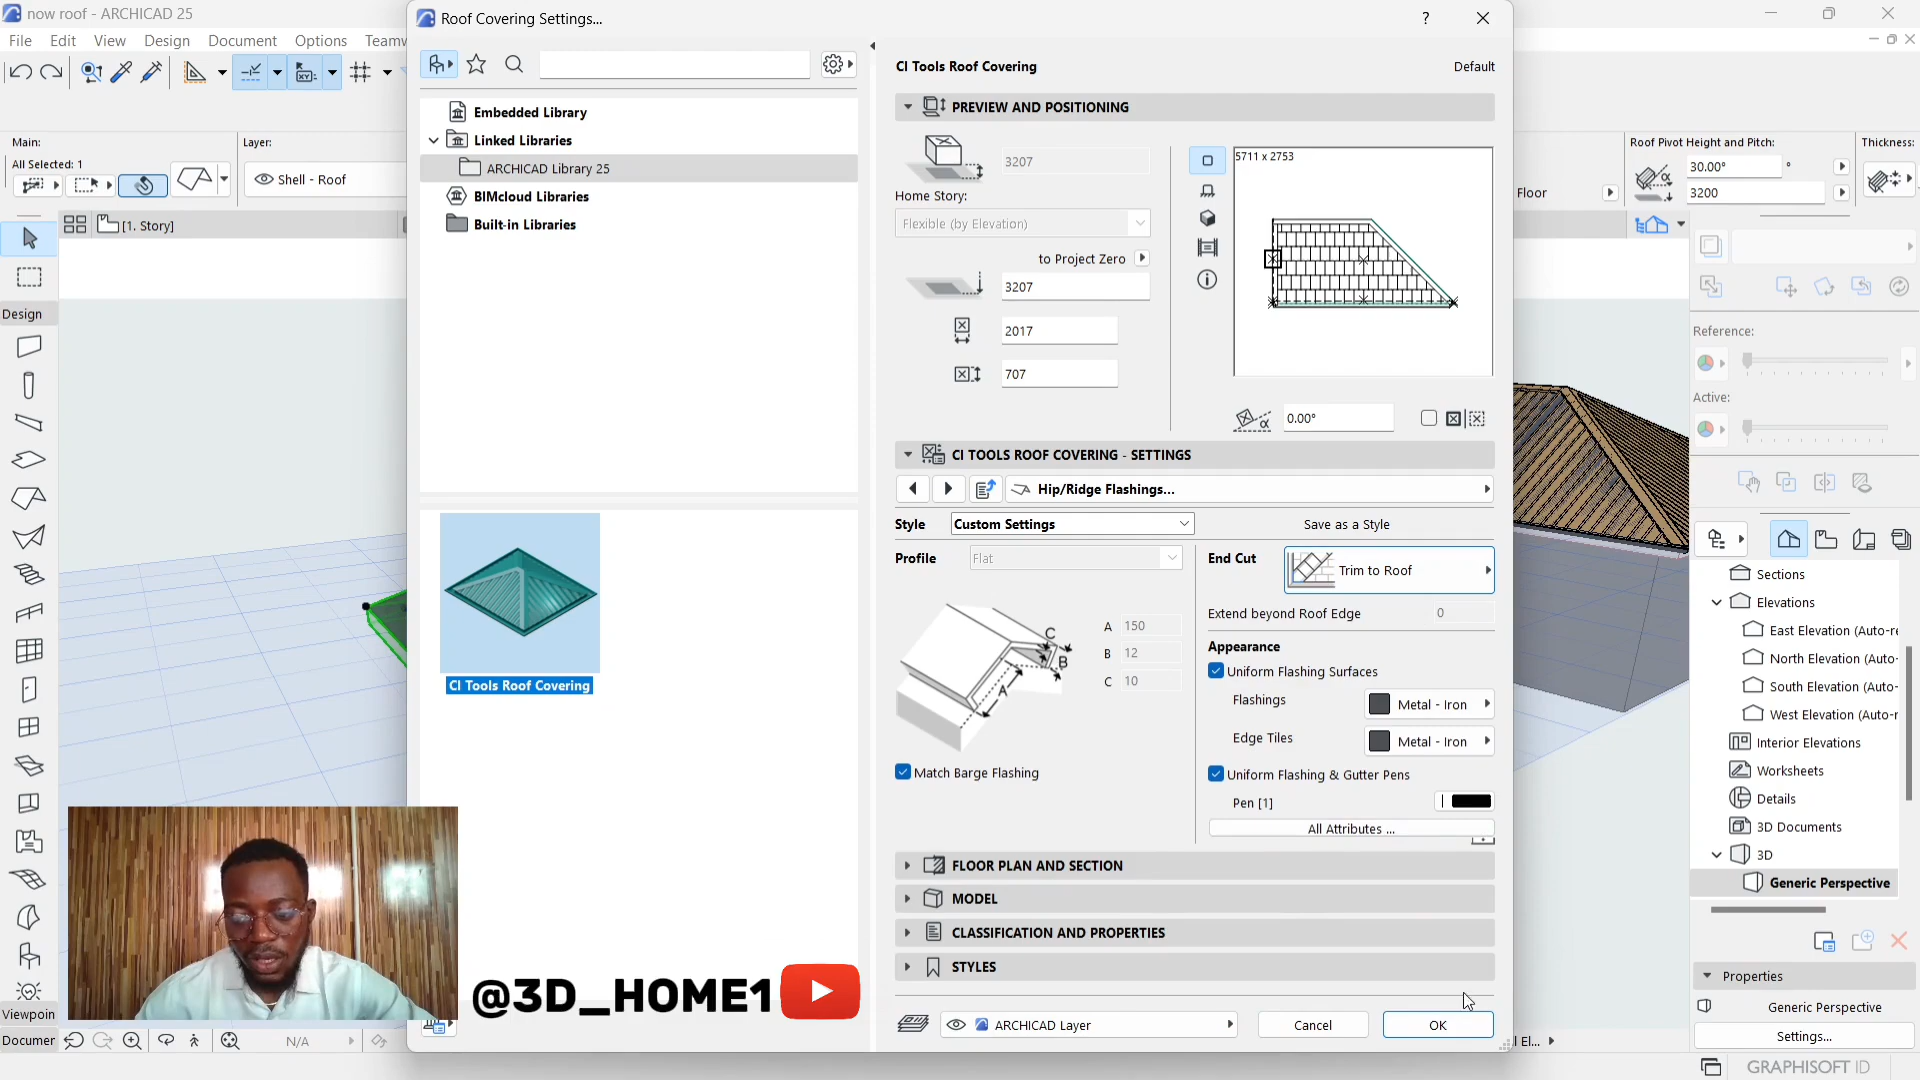 now roof - ARCHICAD 25
File Edit View Design Document Options Teamw
Main:
All Selected: 1
Layer:
Shell - Roof
[1. Story]
Design
Viewpoin
Documer
N/A
Roof Covering Settings...
?
Embedded Library
Linked Libraries
ARCHICAD Library 25
BIMcloud Libraries
Built-in Libraries
CI Tools Roof Covering
@3D_HOME1
CI Tools Roof Covering
Default
PREVIEW AND POSITIONING
3207
Home Story:
Flexible (by Elevation)
to Project Zero
3207
2017
707
5711 x 2753
α 0.00°
CI TOOLS ROOF COVERING - SETTINGS
Hip/Ridge Flashings...
Style Custom Settings Save as a Style
Profile Flat
End Cut Trim to Roof
Extend beyond Roof Edge 0
A 150
B 12
C 10
A
B
C
Match Barge Flashing
Appearance
Uniform Flashing Surfaces
Flashings Metal - Iron
Edge Tiles Metal - Iron
Uniform Flashing & Gutter Pens
Pen [1]
All Attributes ...
FLOOR PLAN AND SECTION
MODEL
CLASSIFICATION AND PROPERTIES
STYLES
ARCHICAD Layer
Cancel
OK
Floor
Roof Pivot Height and Pitch:
30.00° °
3200
Thickness:
Reference:
Active:
Sections
Elevations
East Elevation (Auto-re
North Elevation (Auto-
South Elevation (Auto-
West Elevation (Auto-r
Interior Elevations
Worksheets
Details
3D Documents
3D
Generic Perspective
Properties
Generic Perspective
Settings...
l El...
GRAPHISOFT ID